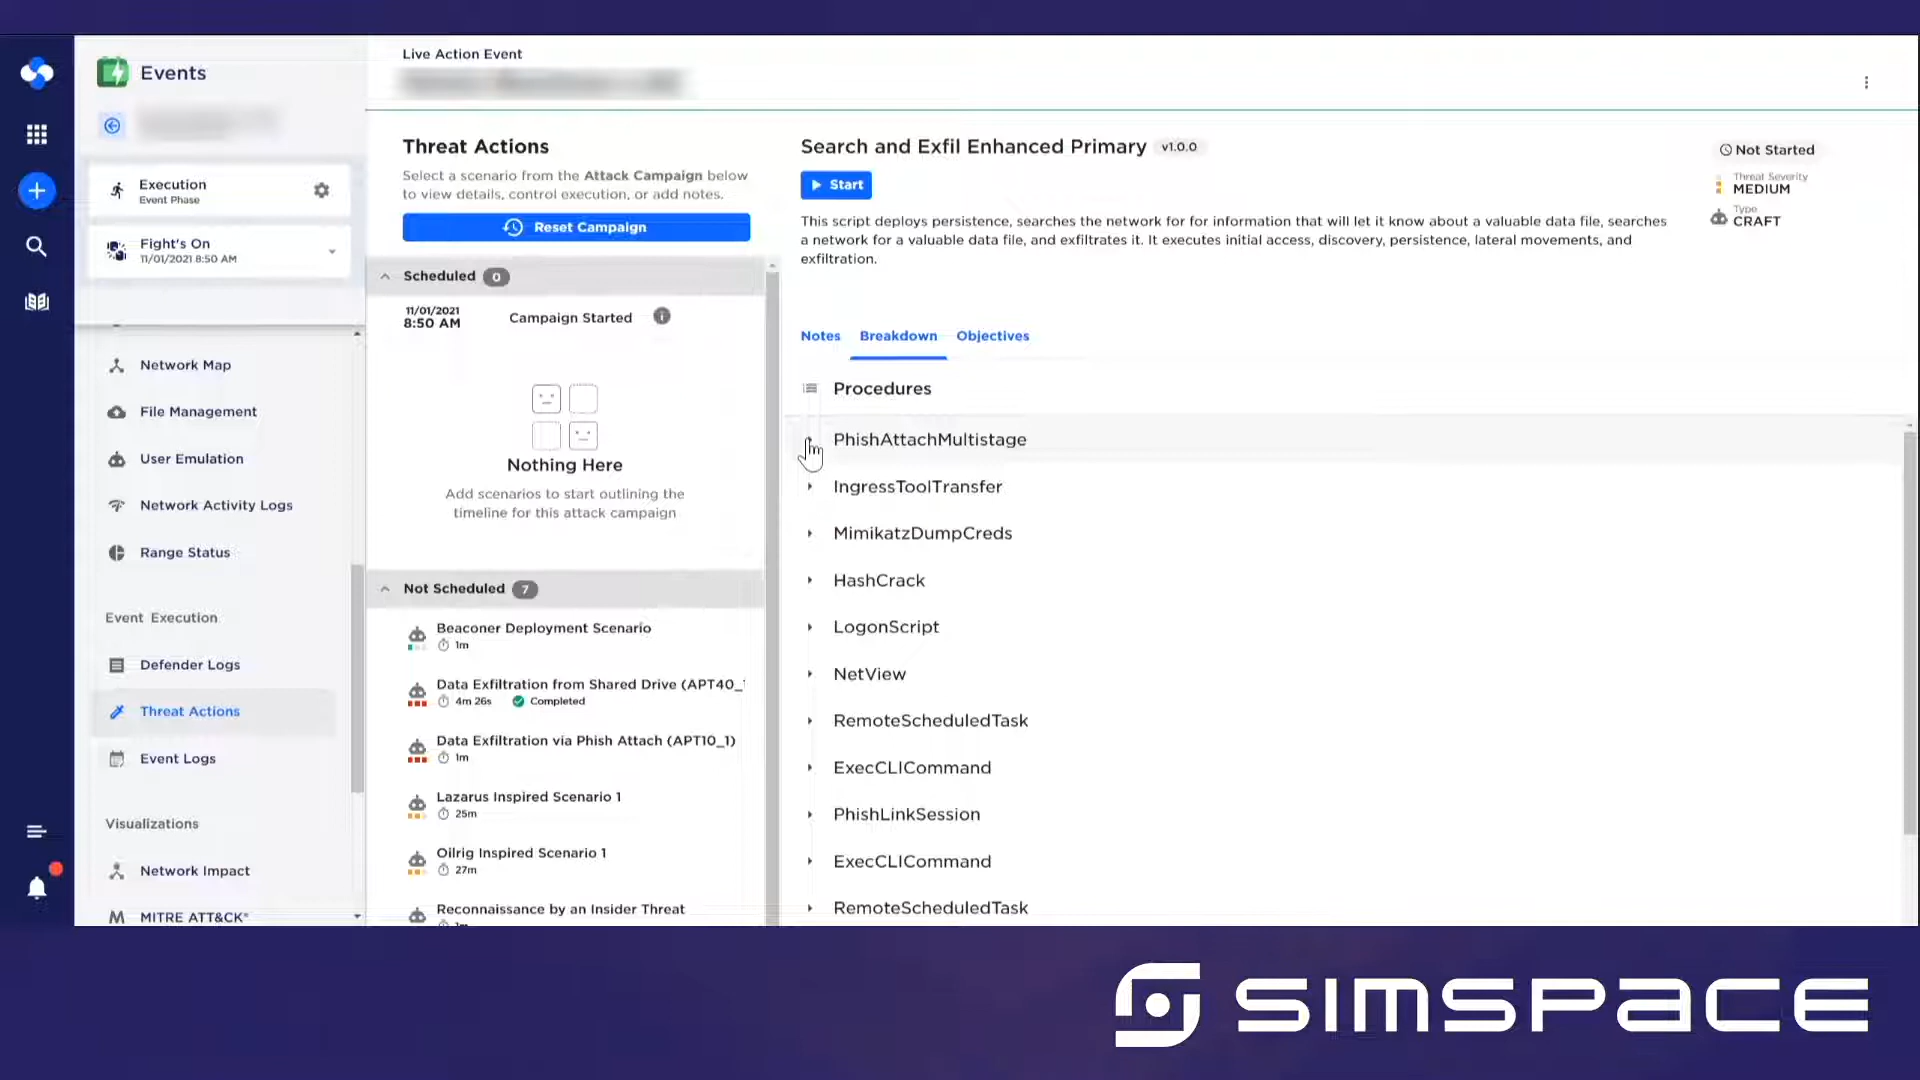 Events
Execution
Event Phase
Fight's On
11/01/2021 8:50 AM
Network Map
File Management
User Emulation
Network Activity Logs
Range Status
Event Execution
Defender Logs
Threat Actions
Event Logs
Visualizations
Network Impact
MITRE ATT&CK®
Live Action Event
Threat Actions
Select a scenario from the Attack Campaign below
to view details, control execution, or add notes.
Reset Campaign
Scheduled 0
11/01/2021
8:50 AM
Campaign Started
Nothing Here
Add scenarios to start outlining the
timeline for this attack campaign
Not Scheduled 7
Beaconer Deployment Scenario
1m
Data Exfiltration from Shared Drive (APT40_1
4m 26s Completed
Data Exfiltration via Phish Attach (APT10_1)
1m
Lazarus Inspired Scenario 1
25m
Oilrig Inspired Scenario 1
27m
Reconnaissance by an Insider Threat
Search and Exfil Enhanced Primary v1.0.0
Start
This script deploys persistence, searches the network for for information that will let it know about a valuable data file, searches
a network for a valuable data file, and exfiltrates it. It executes initial access, discovery, persistence, lateral movements, and
exfiltration.
Not Started
Threat Severity
MEDIUM
Type
CRAFT
Notes Breakdown Objectives
Procedures
PhishAttachMultistage
IngressToolTransfer
MimikatzDumpCreds
HashCrack
LogonScript
NetView
RemoteScheduledTask
ExecCLICommand
PhishLinkSession
ExecCLICommand
RemoteScheduledTask
SIMSPACE